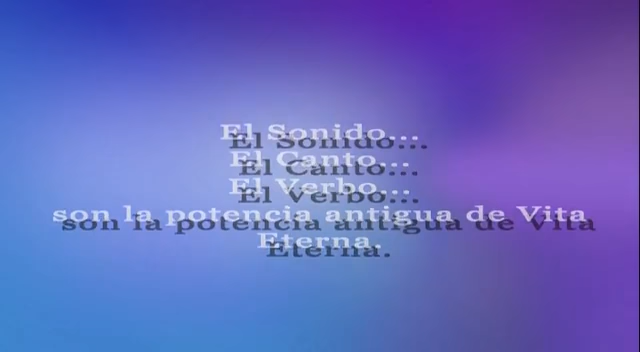 El Sonido...
El Canto...
El Verbo...
son la potencia antigua de Vita
Eterna.